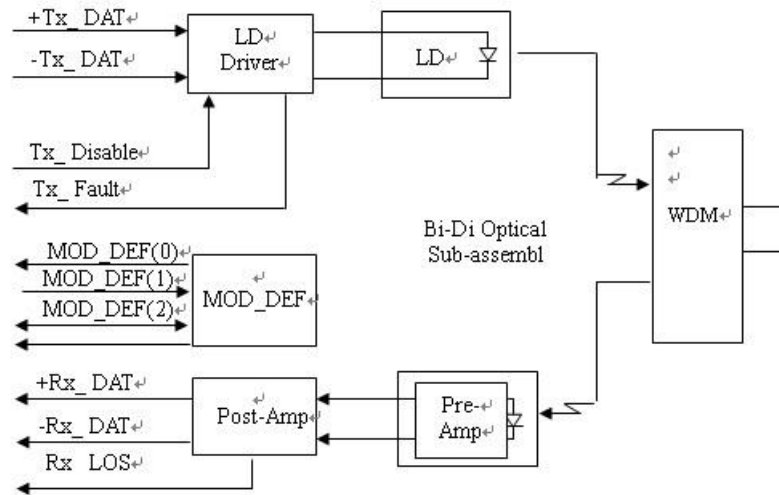 +Tx_ DAT
-Tx_ DAT
LD
Driver
LD
Tx_ Disable
Tx_ Fault
WDM
Bi-Di Optical
Sub-assembl
MOD_DEF(0)
MOD_DEF(1)
MOD_DEF(2)
MOD_DEF
+Rx_ DAT
-Rx_ DAT
Rx LOS
Post-Amp
Pre-
Amp